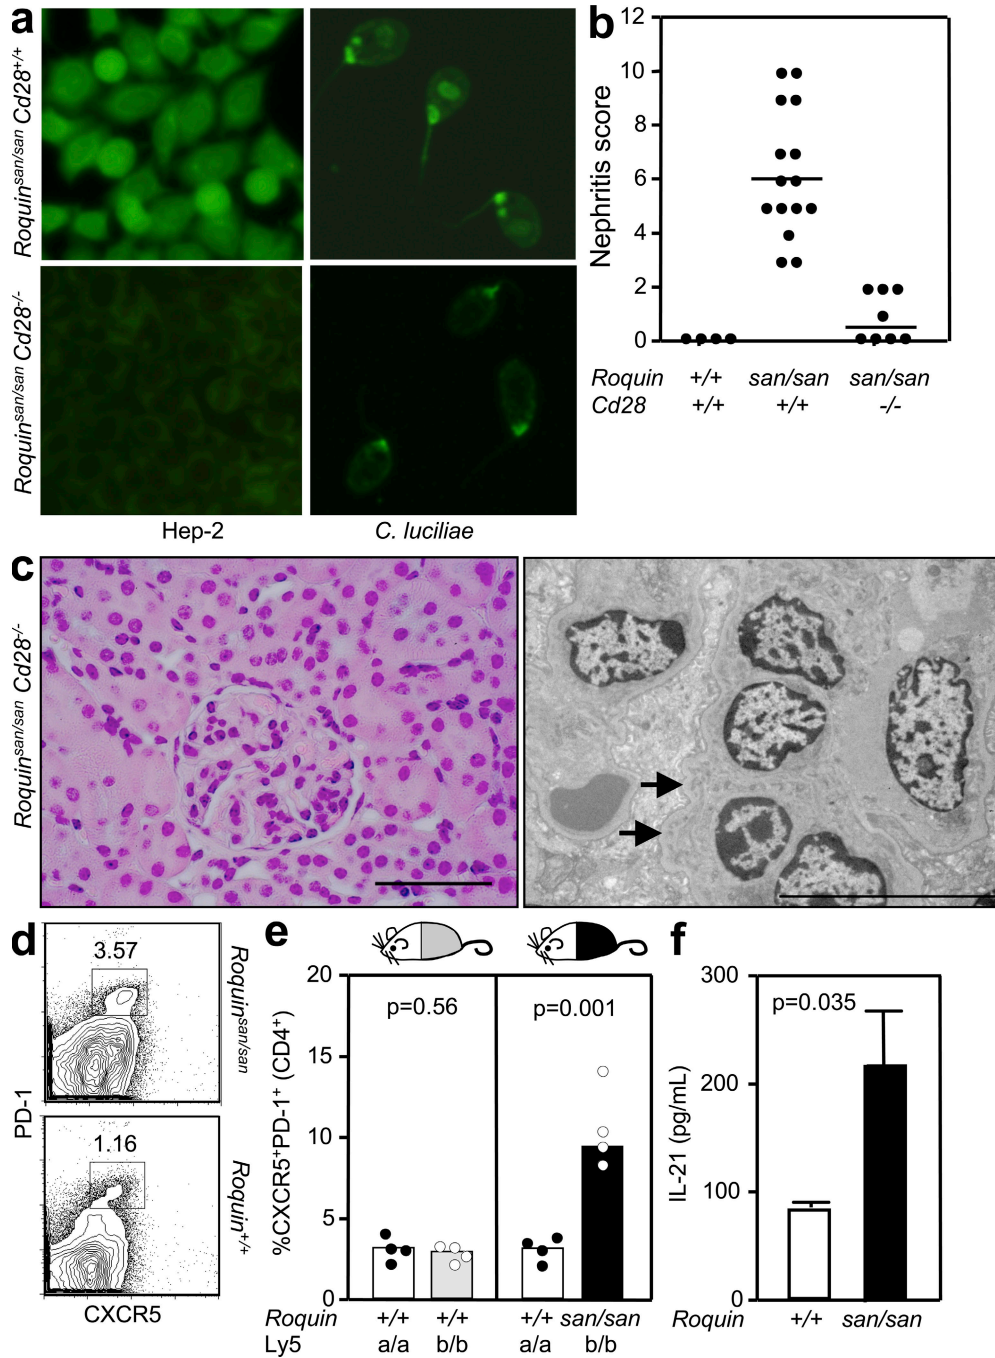 a
Roquin^san/san Cd28^+/+
Roquin^san/san Cd28^-/-
Hep-2
C. luciliae
b
Nephritis score
12
10
8
6
4
2
0
Roquin +/+ san/san san/san
Cd28 +/+ +/+ -/-
c
Roquin^san/san Cd28^-/-
d
3.57
Roquin^san/san
1.16
Roquin^+/+
PD-1
CXCR5
e
%CXCR5^+PD-1^+ (CD4^+)
20
15
10
5
0
p=0.56
p=0.001
Roquin +/+ +/+ +/+ san/san
Ly5 a/a b/b a/a b/b
f
IL-21 (pg/mL)
300
200
100
0
p=0.035
Roquin +/+ san/san